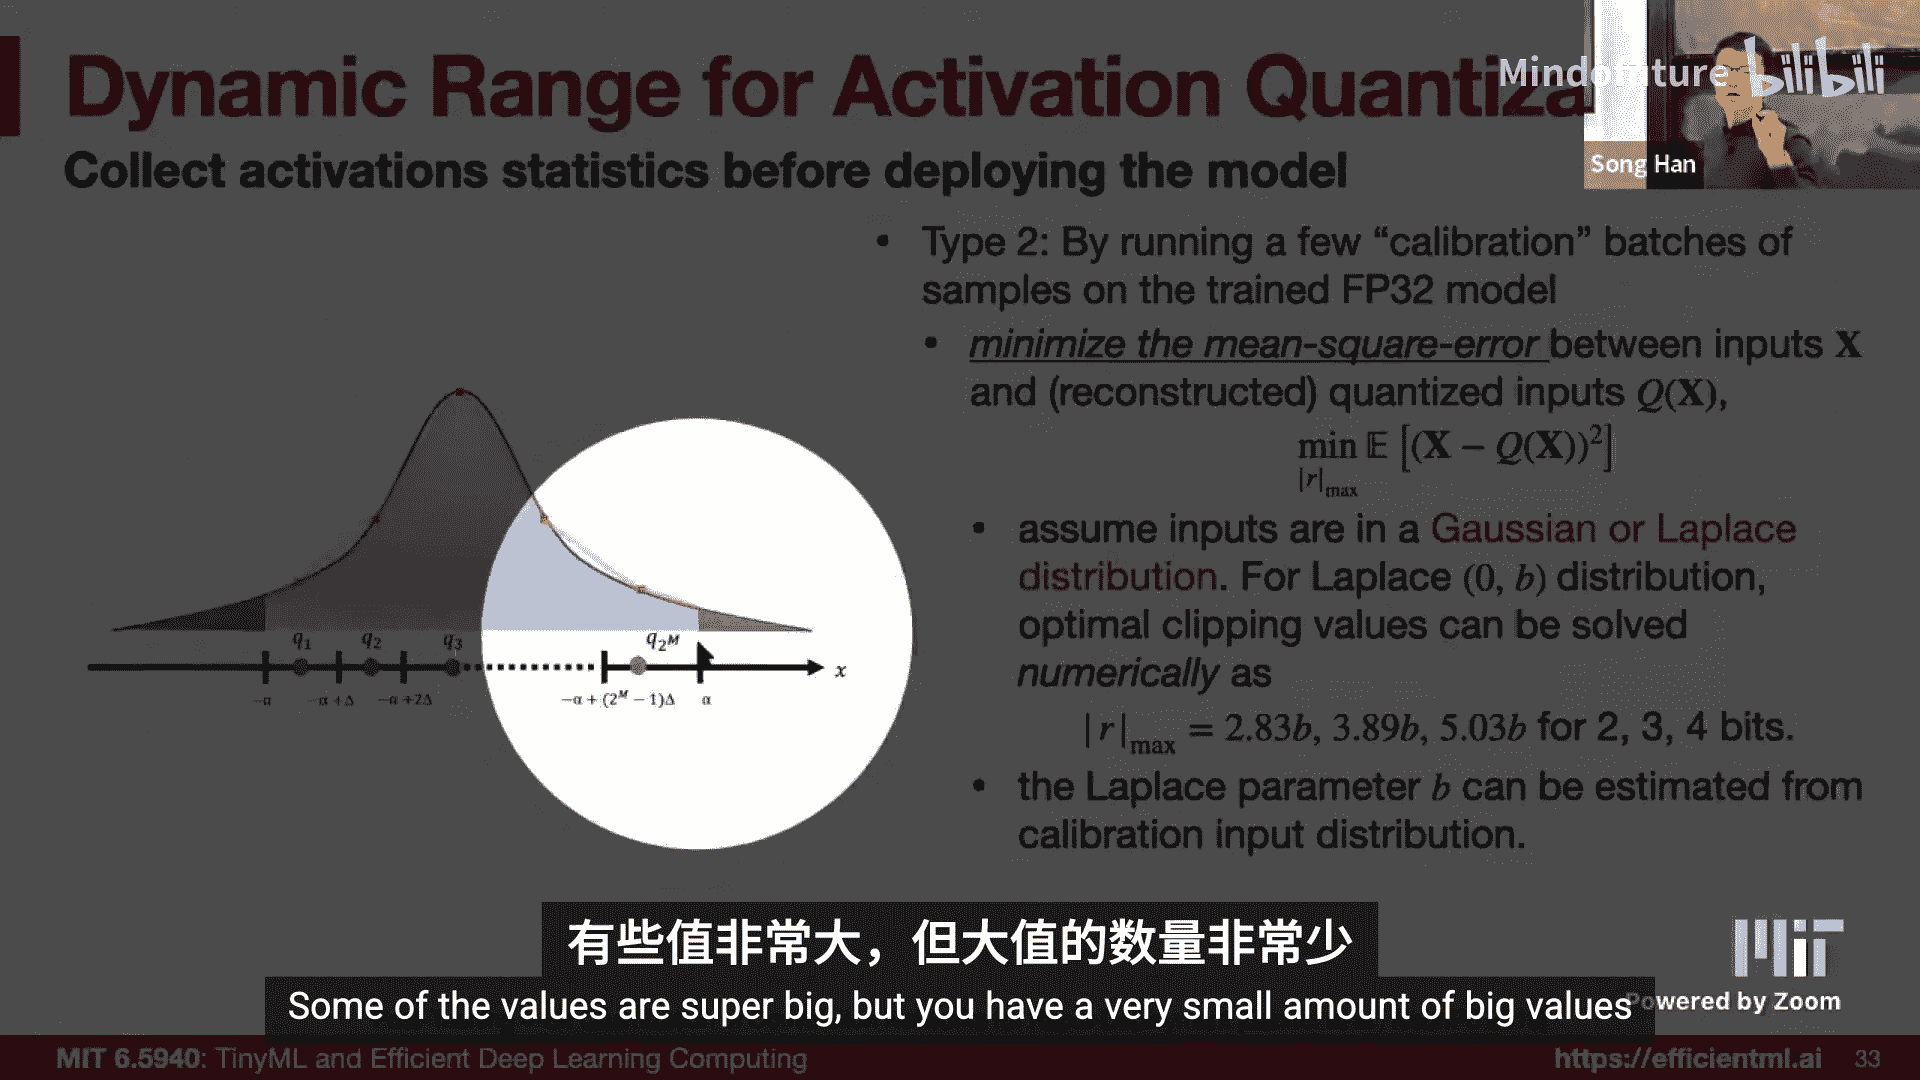 Dynamic Range for Activation Quantiza
Mindofuture bilibili
Song Han
Collect activations statistics before deploying the model
• Type 2: By running a few “calibration” batches of
samples on the trained FP32 model
• minimize the mean-square-error between inputs X
and (reconstructed) quantized inputs Q(X),
min 𝔼 [(X − Q(X))²]
|r|max
• assume inputs are in a Gaussian or Laplace
distribution. For Laplace (0, b) distribution,
optimal clipping values can be solved
numerically as
|r|max = 2.83b, 3.89b, 5.03b for 2, 3, 4 bits.
• the Laplace parameter b can be estimated from
calibration input distribution.
q₁ q₂ q₃ q₂ᴹ
x
−α −α+Δ −α+2Δ −α+(2ᴹ−1)Δ α
有些值非常大，但大值的数量非常少
Some of the values are super big, but you have a very small amount of big values
MIT
Powered by Zoom
MIT 6.5940: TinyML and Efficient Deep Learning Computing
https://efficientml.ai 33